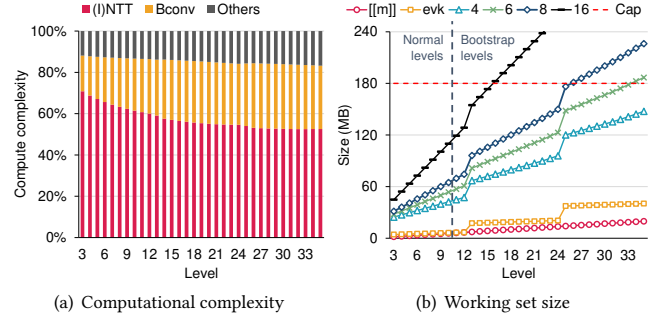 (I)NTT Bconv Others
100%
80%
60%
40%
20%
0%
Compute complexity
3 6 9 12 15 18 21 24 27 30 33
Level
(a) Computational complexity
[[m]] evk 4 6 8 16 Cap
240
180
120
60
0
Size (MB)
Normal levels
Bootstrap levels
3 6 9 12 15 18 21 24 27 30 33
Level
(b) Working set size